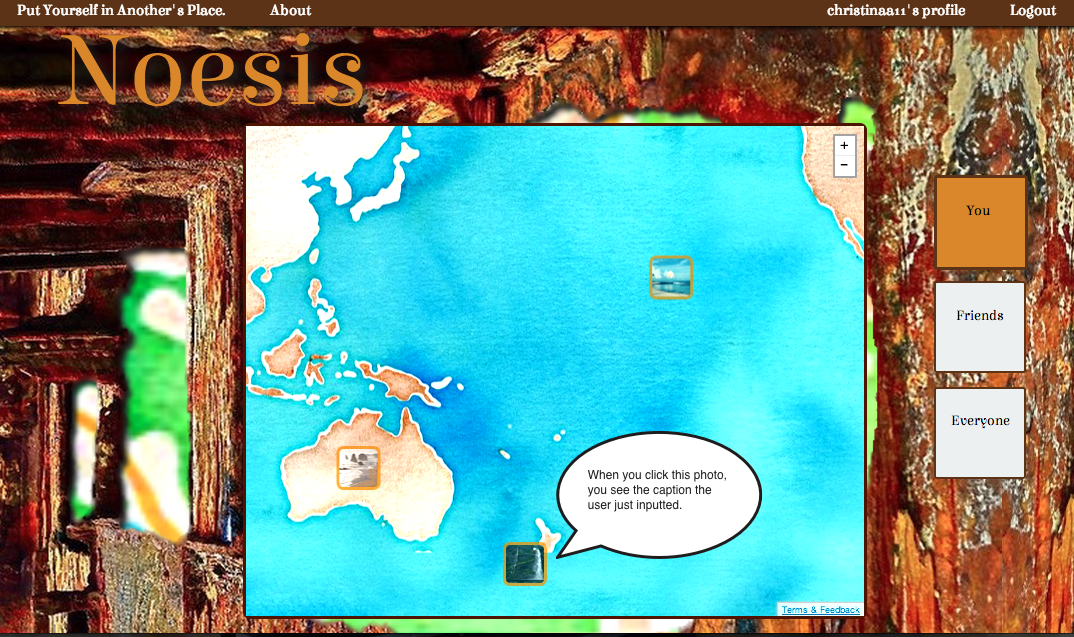 Put Yourself in Another's Place. About christinaa11's profile Logout
Noesis
+
−
You
Friends
Everyone
When you click this photo,
you see the caption the
user just inputted.
Terms & Feedback